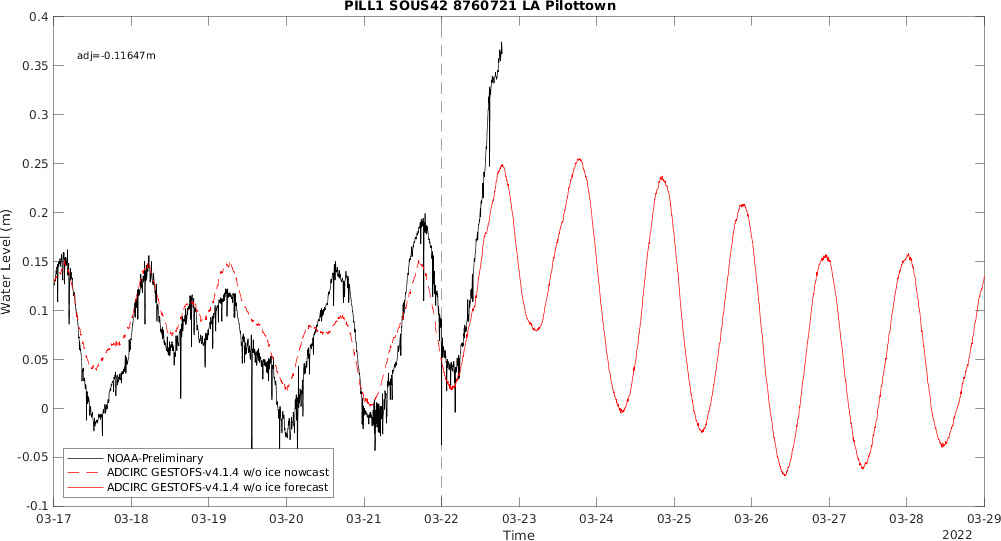 PILL1 SOUS42 8760721 LA Pilottown
adj=-0.11647m
0.4
0.35
0.3
0.25
0.2
0.15
0.1
0.05
0
-0.05
-0.1
Water Level (m)
NOAA-Preliminary
ADCIRC GESTOFS-v4.1.4 w/o ice nowcast
ADCIRC GESTOFS-v4.1.4 w/o ice forecast
03-17 03-18 03-19 03-20 03-21 03-22 03-23 03-24 03-25 03-26 03-27 03-28 03-29
Time
2022